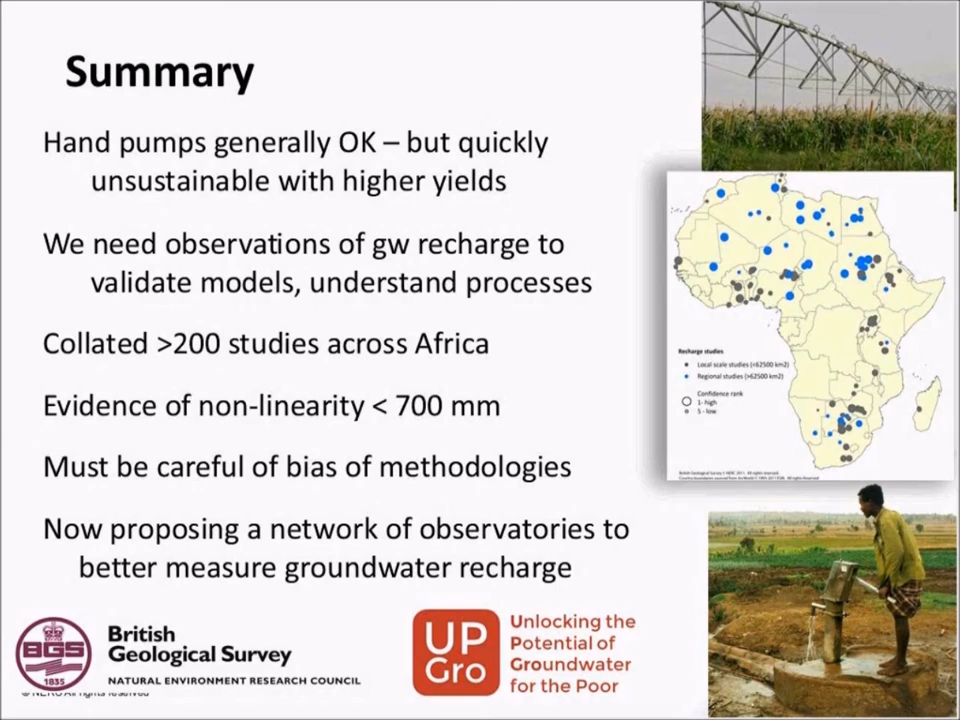 Summary
Hand pumps generally OK – but quickly
unsustainable with higher yields
We need observations of gw recharge to
validate models, understand processes
Collated >200 studies across Africa
Evidence of non-linearity < 700 mm
Must be careful of bias of methodologies
Now proposing a network of observatories to
better measure groundwater recharge
Recharge studies
Local scale studies (<62500 km2)
Regional studies (>62500 km2)
Confidence rank
1- high
5 - low
BGS
1835
British
Geological Survey
NATURAL ENVIRONMENT RESEARCH COUNCIL
© NERC All rights reserved
UP
Gro
Unlocking the
Potential of
Groundwater
for the Poor